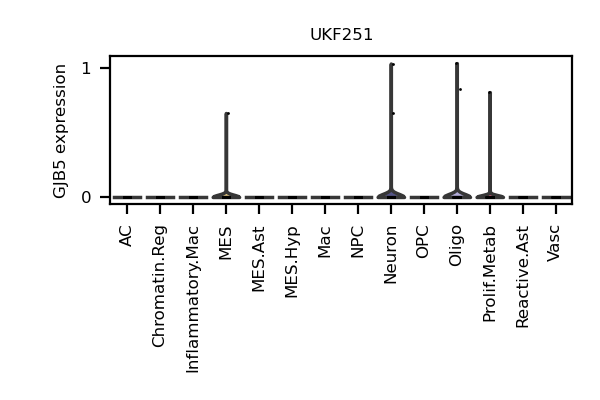 UKF251
GJB5 expression
1
0
AC
Chromatin.Reg
Inflammatory.Mac
MES
MES.Ast
MES.Hyp
Mac
NPC
Neuron
OPC
Oligo
Prolif.Metab
Reactive.Ast
Vasc